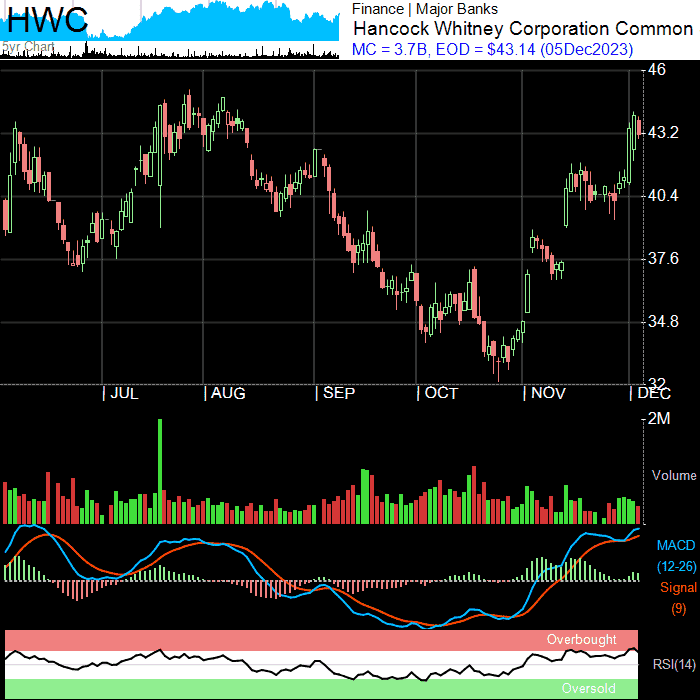 HWC
5yr Chart
Finance | Major Banks
Hancock Whitney Corporation Common
MC = 3.7B, EOD = $43.14 (05Dec2023)
46
43.2
40.4
37.6
34.8
32
| JUL | AUG | SEP | OCT | NOV | DEC
2M
Volume
MACD
(12-26)
Signal
(9)
Overbought
RSI(14)
Oversold